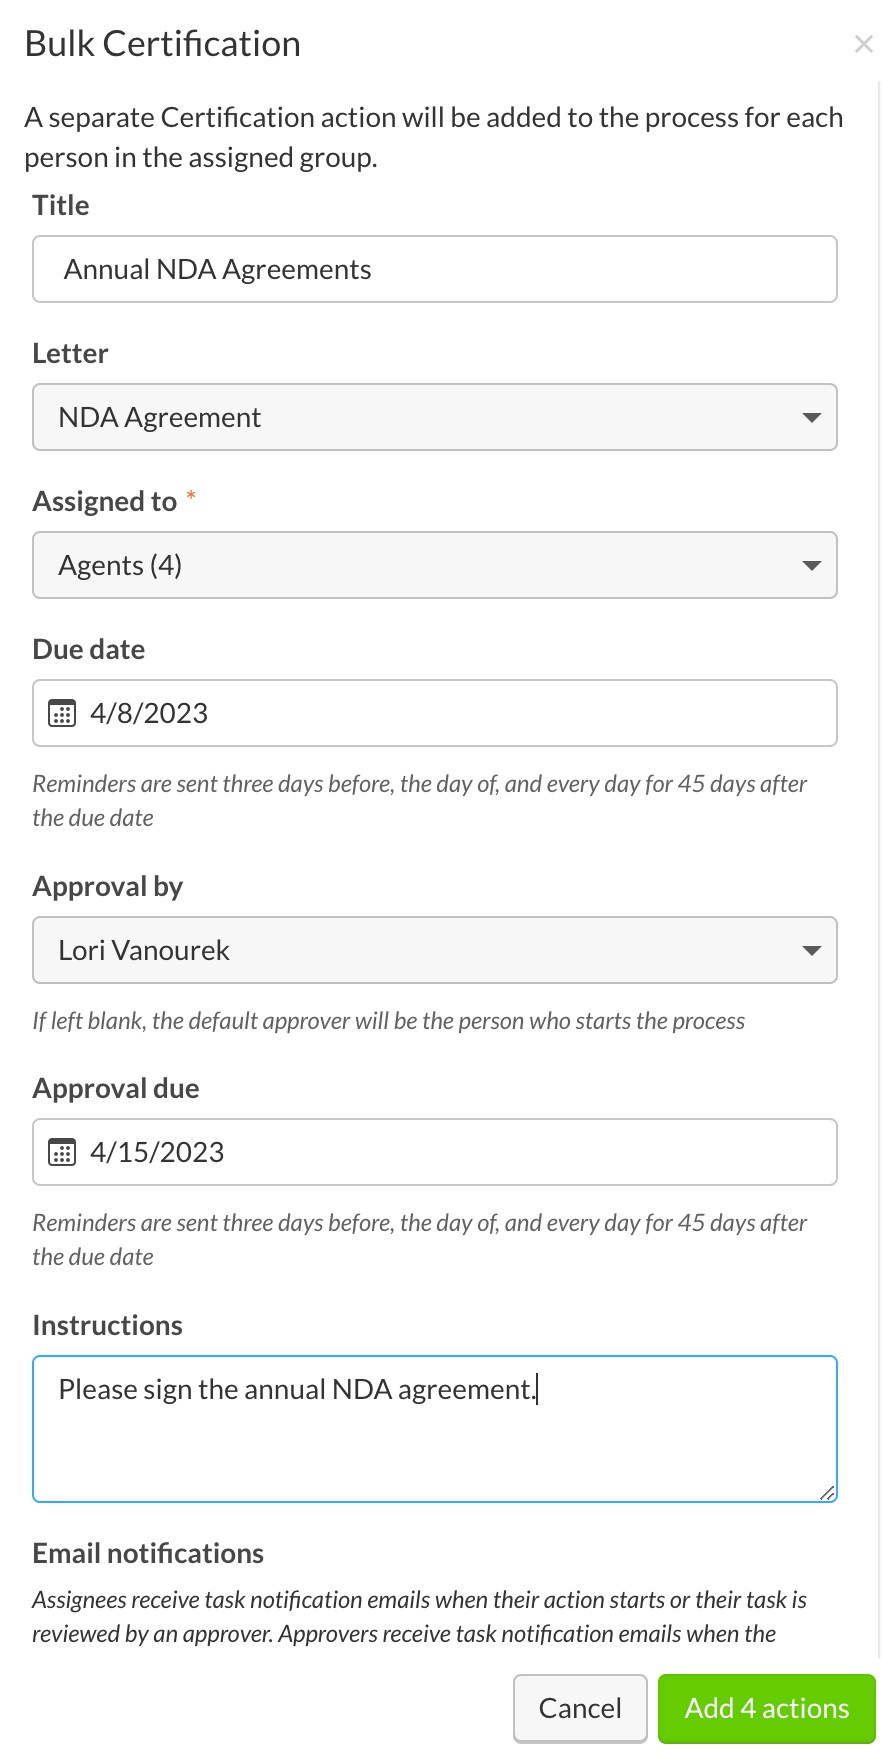 Bulk Certification
A separate Certification action will be added to the process for each
person in the assigned group.
Title
Annual NDA Agreements
Letter
NDA Agreement
Assigned to *
Agents (4)
Due date
4/8/2023
Reminders are sent three days before, the day of, and every day for 45 days after
the due date
Approval by
Lori Vanourek
If left blank, the default approver will be the person who starts the process
Approval due
4/15/2023
Reminders are sent three days before, the day of, and every day for 45 days after
the due date
Instructions
Please sign the annual NDA agreement.
Email notifications
Assignees receive task notification emails when their action starts or their task is
reviewed by an approver. Approvers receive task notification emails when the
Cancel
Add 4 actions